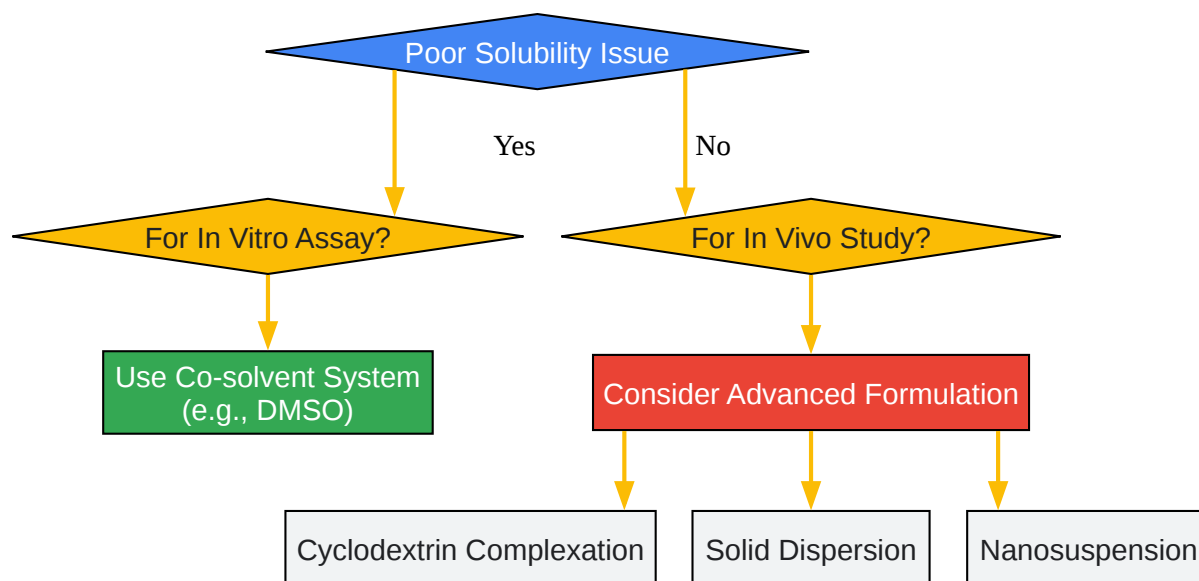 Poor Solubility Issue
Yes
No
For In Vitro Assay?
For In Vivo Study?
Use Co-solvent System
(e.g., DMSO)
Consider Advanced Formulation
Cyclodextrin Complexation
Solid Dispersion
Nanosuspension